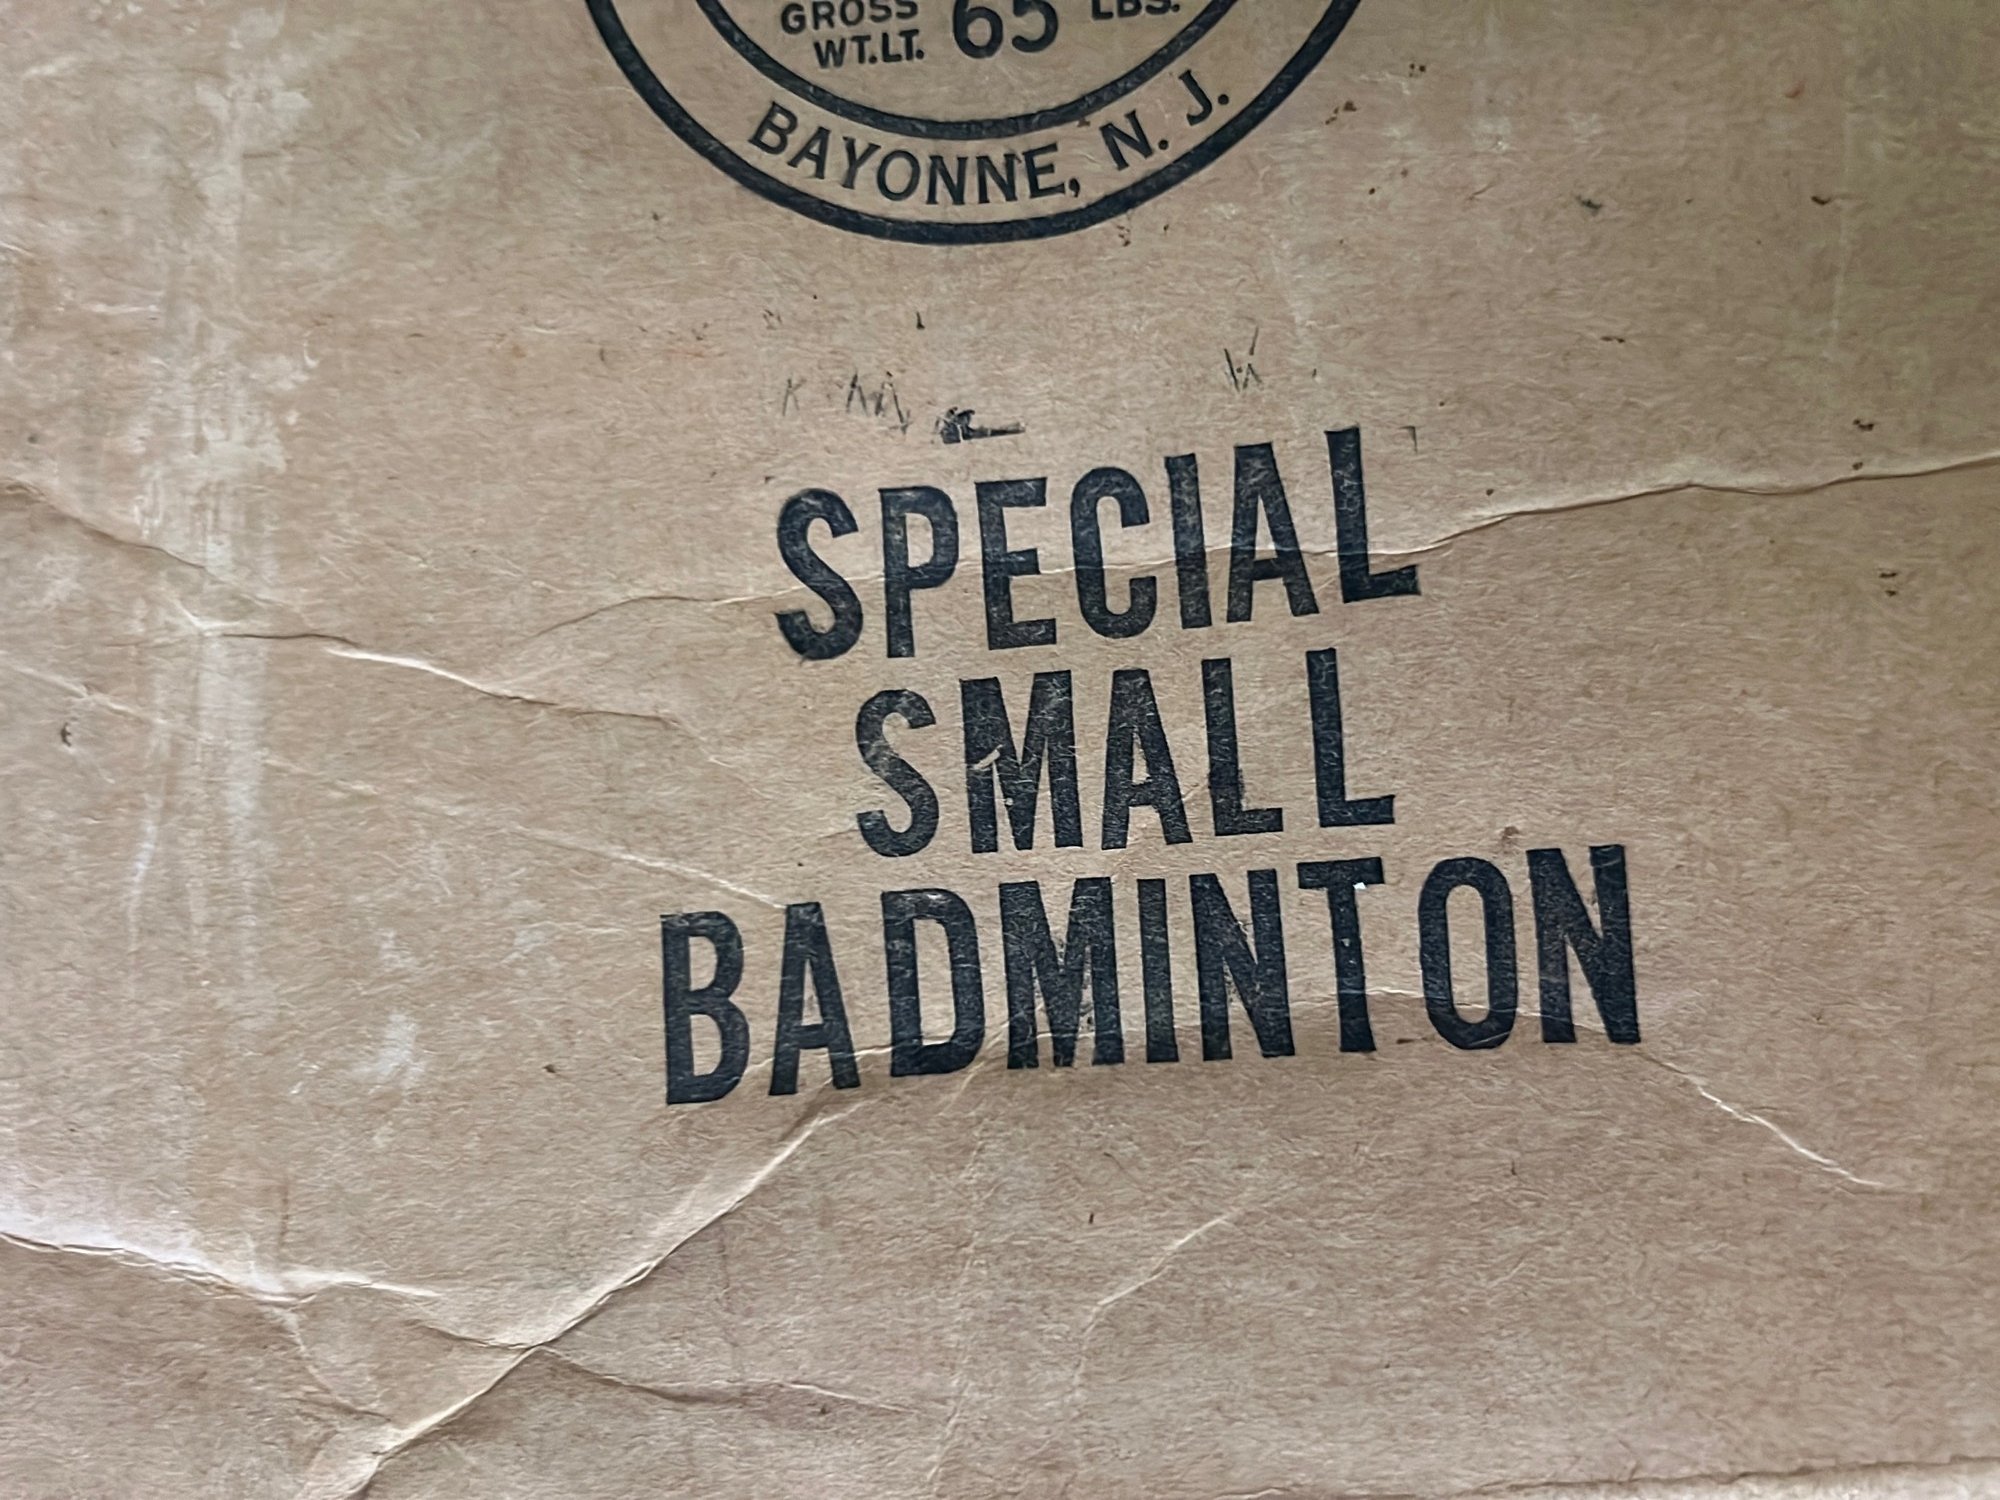 GROSS 65 LBS.
WT.LT.
BAYONNE, N. J.
SPECIAL
SMALL
BADMINTON